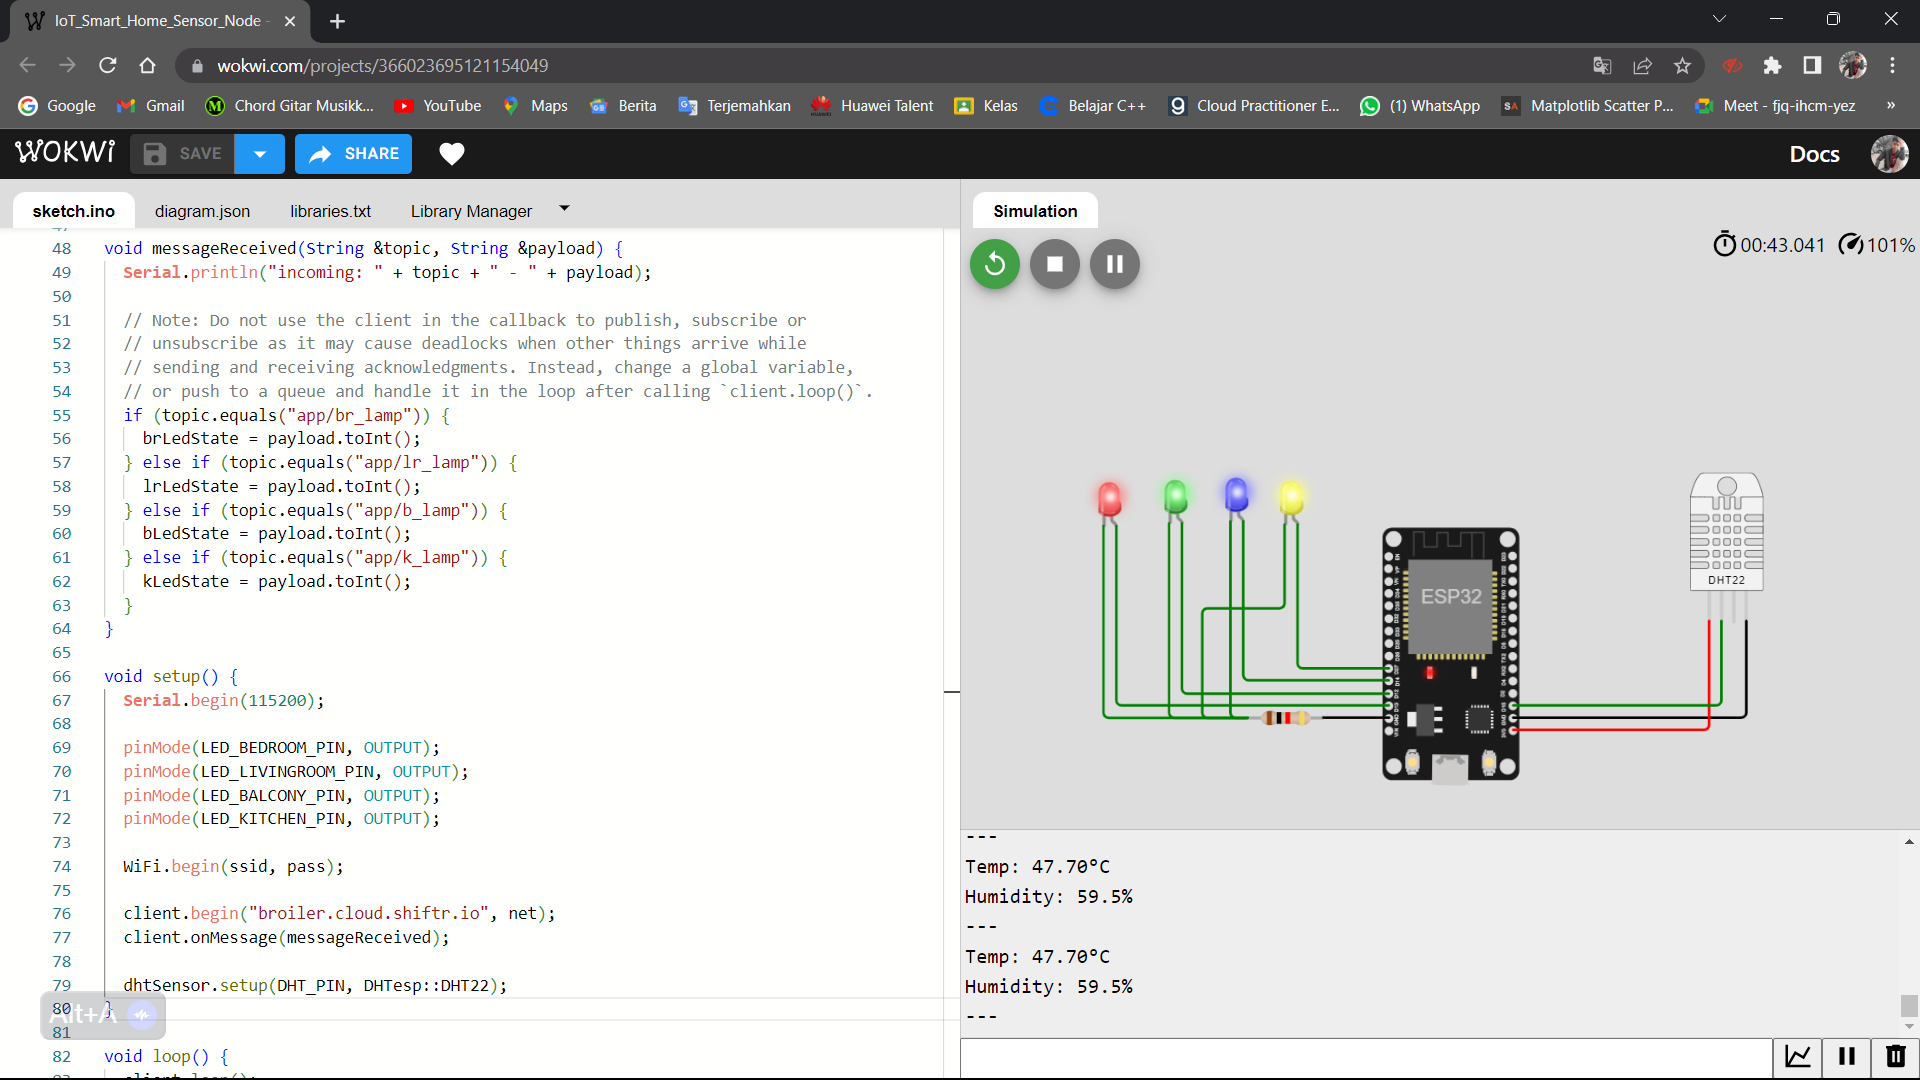 IoT_Smart_Home_Sensor_Node -
wokwi.com/projects/366023695121154049
Google
Gmail
Chord Gitar Musikk...
YouTube
Maps
Berita
Terjemahkan
Huawei Talent
Kelas
Belajar C++
Cloud Practitioner E...
(1) WhatsApp
Matplotlib Scatter P...
Meet - fjq-ihcm-yez
»
WOKWI
SAVE
SHARE
Docs
sketch.ino
diagram.json
libraries.txt
Library Manager
48 void messageReceived(String &topic, String &payload) {
49 Serial.println("incoming: " + topic + " - " + payload);
50
51 // Note: Do not use the client in the callback to publish, subscribe or
52 // unsubscribe as it may cause deadlocks when other things arrive while
53 // sending and receiving acknowledgments. Instead, change a global variable,
54 // or push to a queue and handle it in the loop after calling `client.loop()`.
55 if (topic.equals("app/br_lamp")) {
56 brLedState = payload.toInt();
57 } else if (topic.equals("app/lr_lamp")) {
58 lrLedState = payload.toInt();
59 } else if (topic.equals("app/b_lamp")) {
60 bLedState = payload.toInt();
61 } else if (topic.equals("app/k_lamp")) {
62 kLedState = payload.toInt();
63 }
64 }
65
66 void setup() {
67 Serial.begin(115200);
68
69 pinMode(LED_BEDROOM_PIN, OUTPUT);
70 pinMode(LED_LIVINGROOM_PIN, OUTPUT);
71 pinMode(LED_BALCONY_PIN, OUTPUT);
72 pinMode(LED_KITCHEN_PIN, OUTPUT);
73
74 WiFi.begin(ssid, pass);
75
76 client.begin("broiler.cloud.shiftr.io", net);
77 client.onMessage(messageReceived);
78
79 dhtSensor.setup(DHT_PIN, DHTesp::DHT22);
80 }
Alt+A
81
82 void loop() {
Simulation
00:43.041
101%
ESP32
DHT22
---
Temp: 47.70°C
Humidity: 59.5%
---
Temp: 47.70°C
Humidity: 59.5%
---